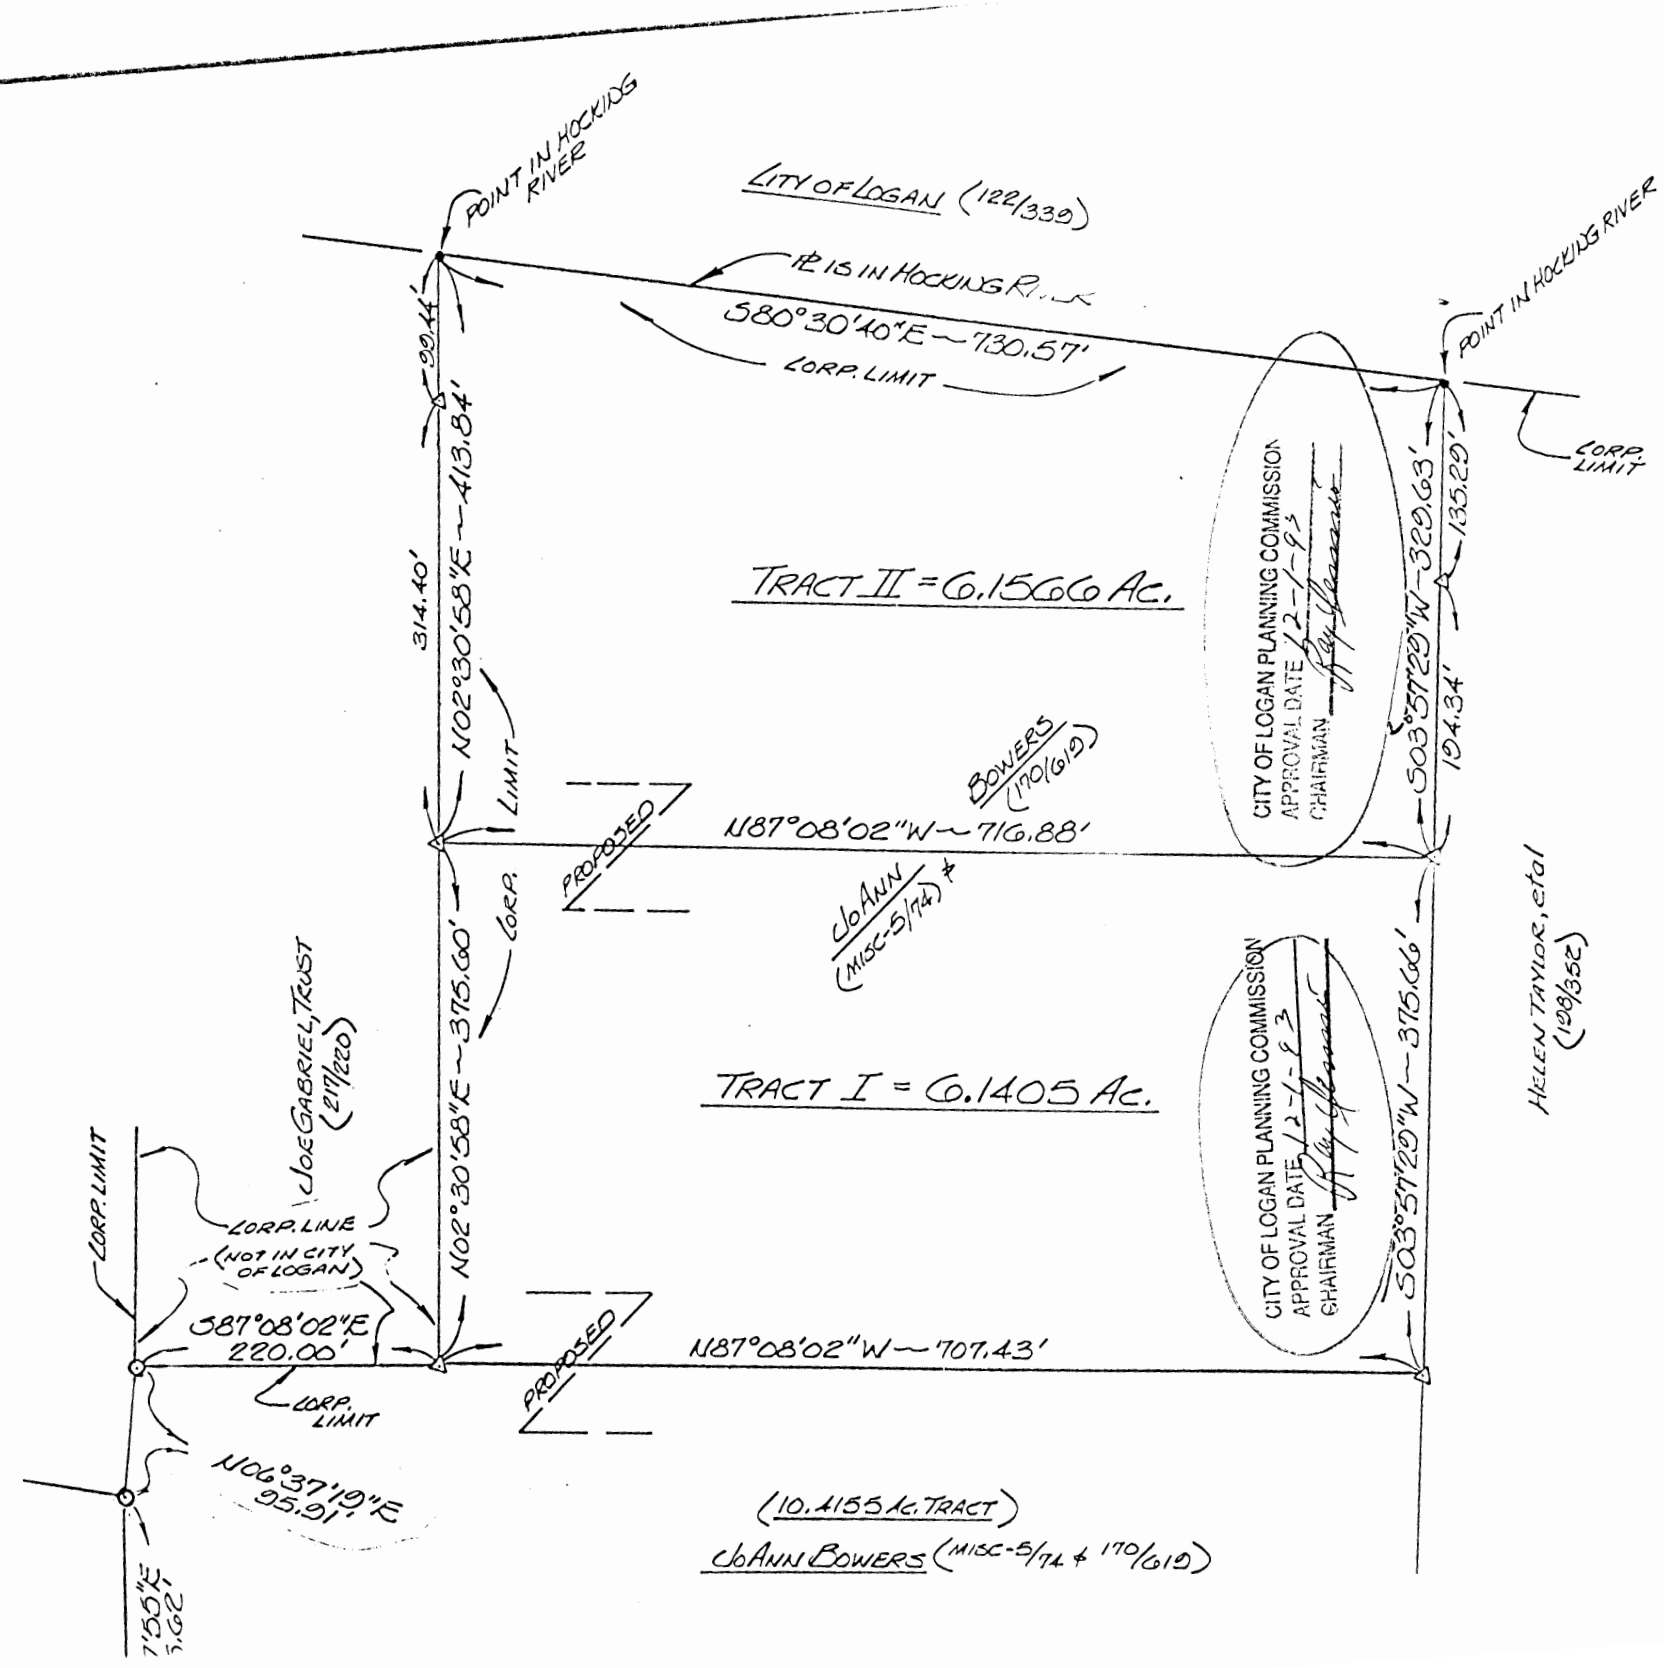 POINT IN HOCKING
RIVER
CITY OF LOGAN (122/339)
POINT IN HOCKING RIVER
PL IS IN HOCKING
S80°30'40"E ~ 730.57'
CORP. LIMIT
CORP.
LIMIT
99.44'
N02°30'58"E ~ 413.84'
314.40'
S03°57'29"W ~ 329.63'
135.29'
194.34'
TRACT II = 6.1566 AC.
CITY OF LOGAN PLANNING COMMISSION
APPROVAL DATE 12-1-93
CHAIRMAN
CORP. LIMIT
PROPOSED
N87°08'02"W ~ 716.88'
JOANN BOWERS
(MISC-5/74) & (170/619)
JOE GABRIEL, TRUST
(217/220)
N02°30'58"E ~ 375.60'
TRACT I = 6.1405 AC.
CITY OF LOGAN PLANNING COMMISSION
APPROVAL DATE 12-1-93
CHAIRMAN
S03°57'29"W ~ 375.66'
HELEN TAYLOR, etal
(198/352)
CORP. LIMIT
CORP. LINE
(NOT IN CITY
OF LOGAN)
S87°08'02"E
220.00'
CORP.
LIMIT
PROPOSED
N87°08'02"W ~ 707.43'
N06°37'19"E
95.91'
7'55"E
5.62'
(10.4155 AC. TRACT)
JOANN BOWERS (MISC-5/74 & 170/619)